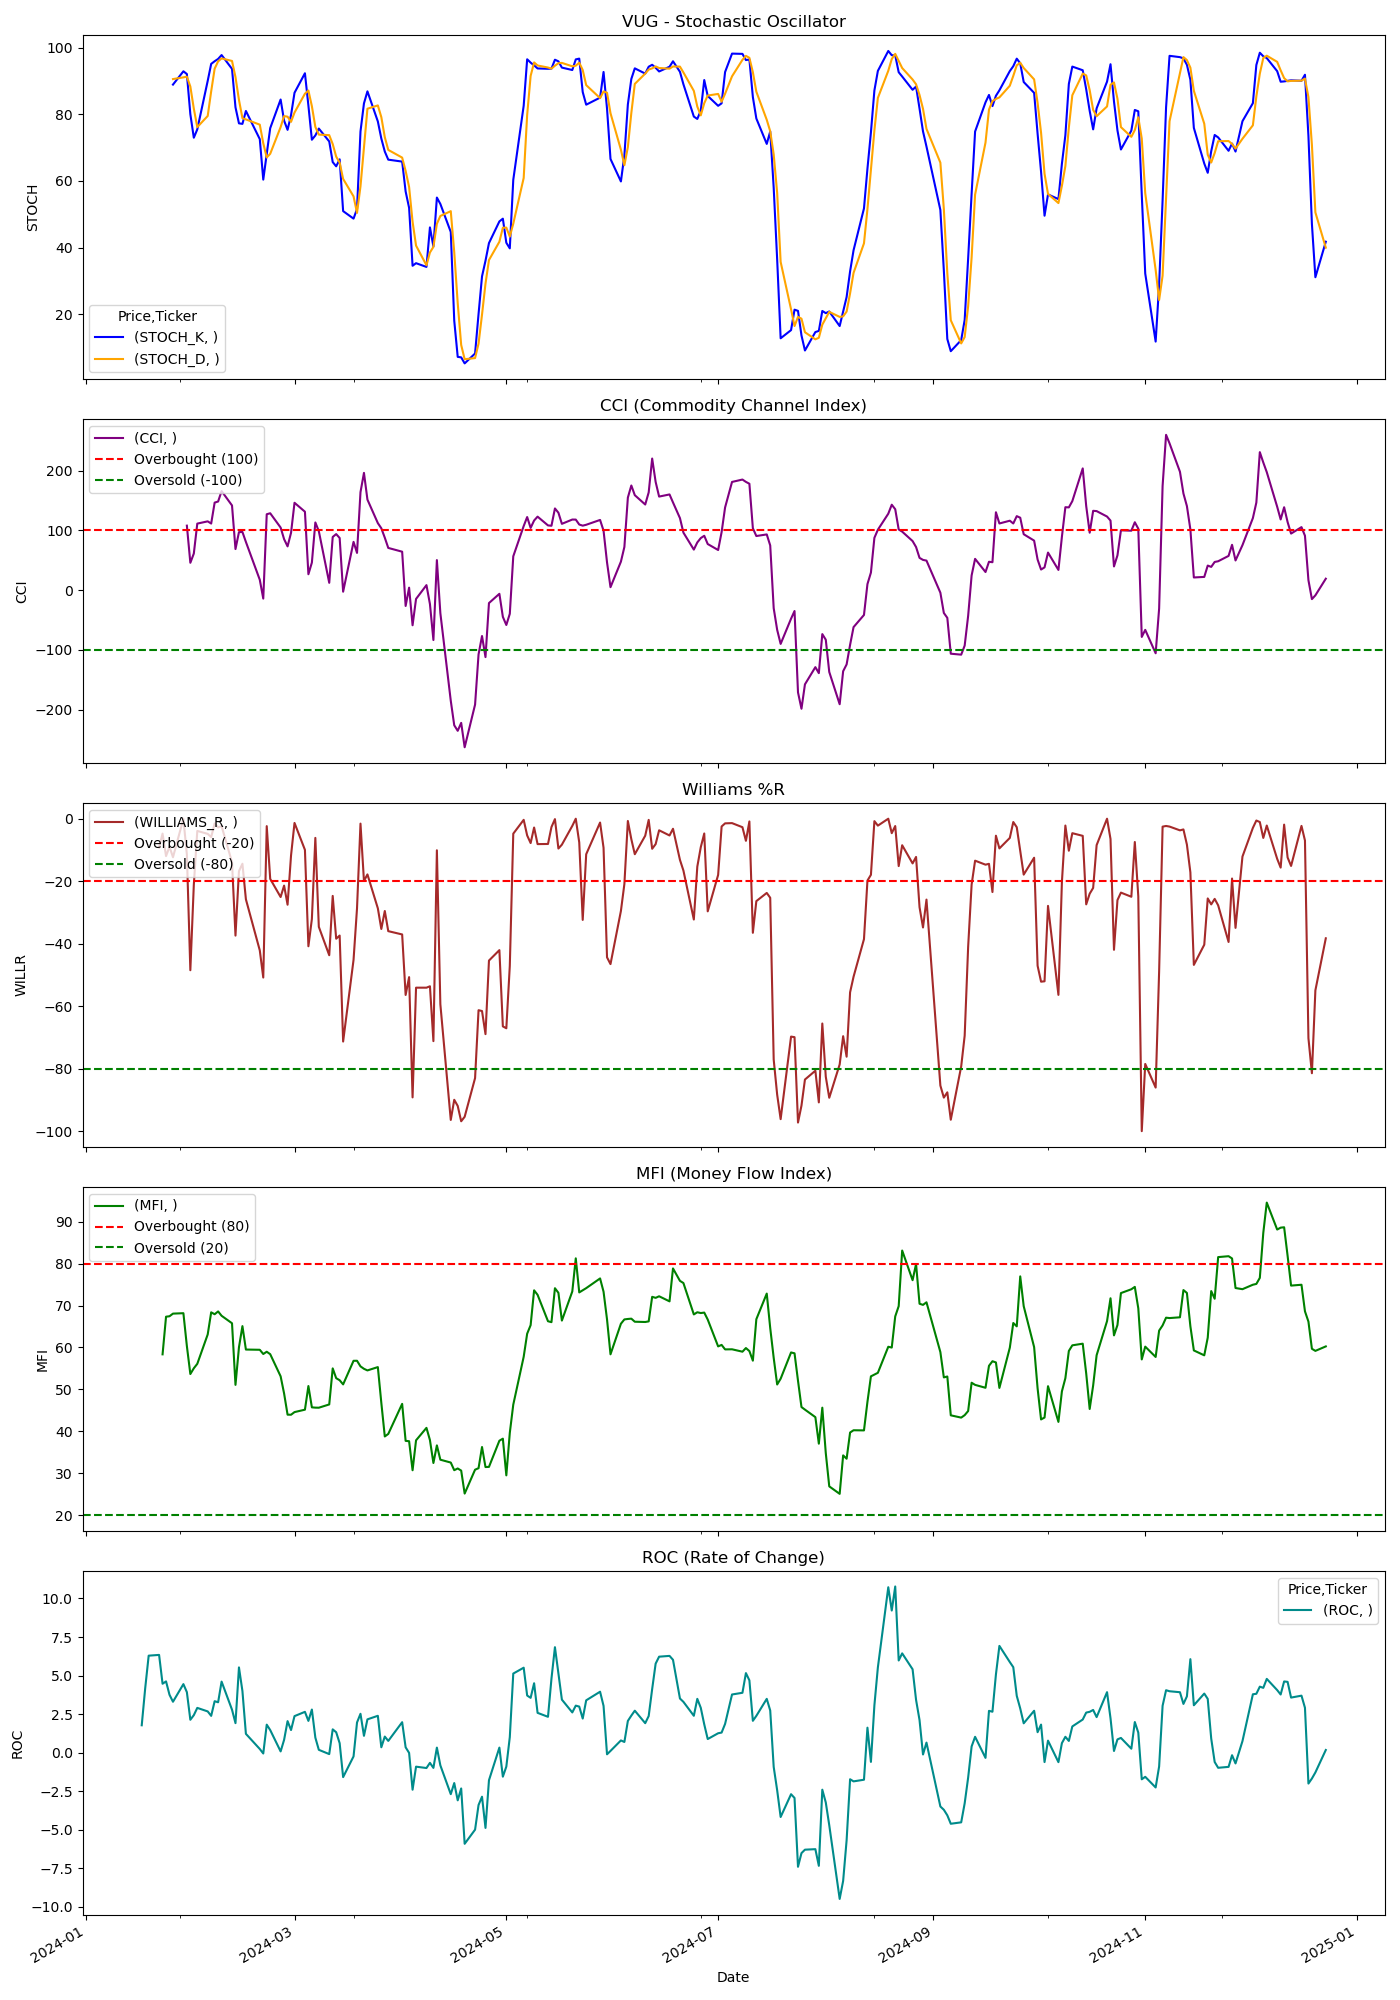 VUG - Stochastic Oscillator
100
80
60
40
20
STOCH
Price,Ticker
(STOCH_K, )
(STOCH_D, )
CCI (Commodity Channel Index)
200
100
0
−100
−200
CCI
(CCI, )
Overbought (100)
Oversold (-100)
Williams %R
0
−20
−40
−60
−80
−100
WILLR
(WILLIAMS_R, )
Overbought (-20)
Oversold (-80)
MFI (Money Flow Index)
90
80
70
60
50
40
30
20
MFI
(MFI, )
Overbought (80)
Oversold (20)
ROC (Rate of Change)
10.0
7.5
5.0
2.5
0.0
−2.5
−5.0
−7.5
−10.0
ROC
Price,Ticker
(ROC, )
2024-01
2024-03
2024-05
2024-07
2024-09
2024-11
2025-01
Date